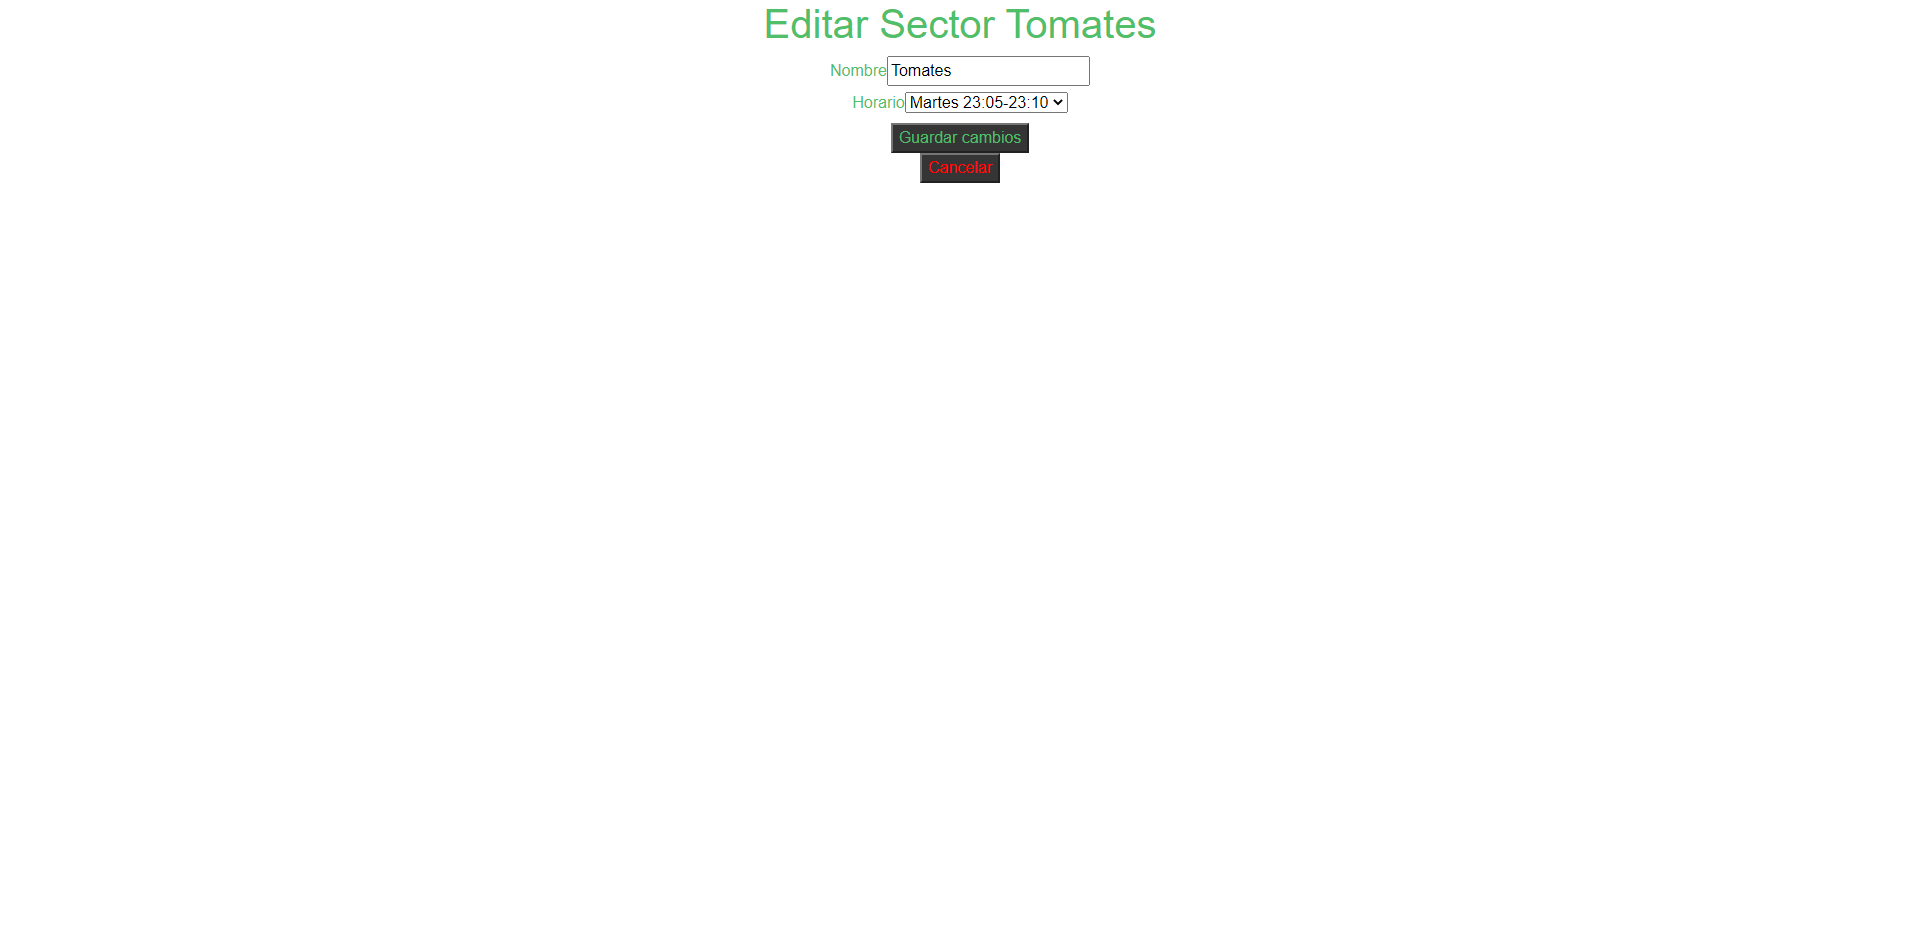 Editar Sector Tomates
Nombre Tomates
Horario Martes 23:05-23:10
Guardar cambios
Cancelar